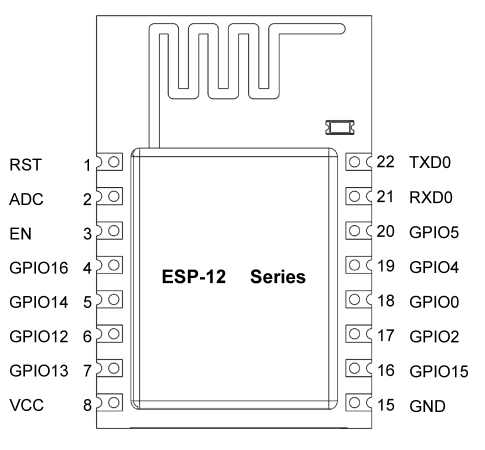 RST 1 22 TXD0
ADC 2 21 RXD0
EN 3 20 GPIO5
GPIO16 4 19 GPIO4
ESP-12 Series
GPIO14 5 18 GPIO0
GPIO12 6 17 GPIO2
GPIO13 7 16 GPIO15
VCC 8 15 GND